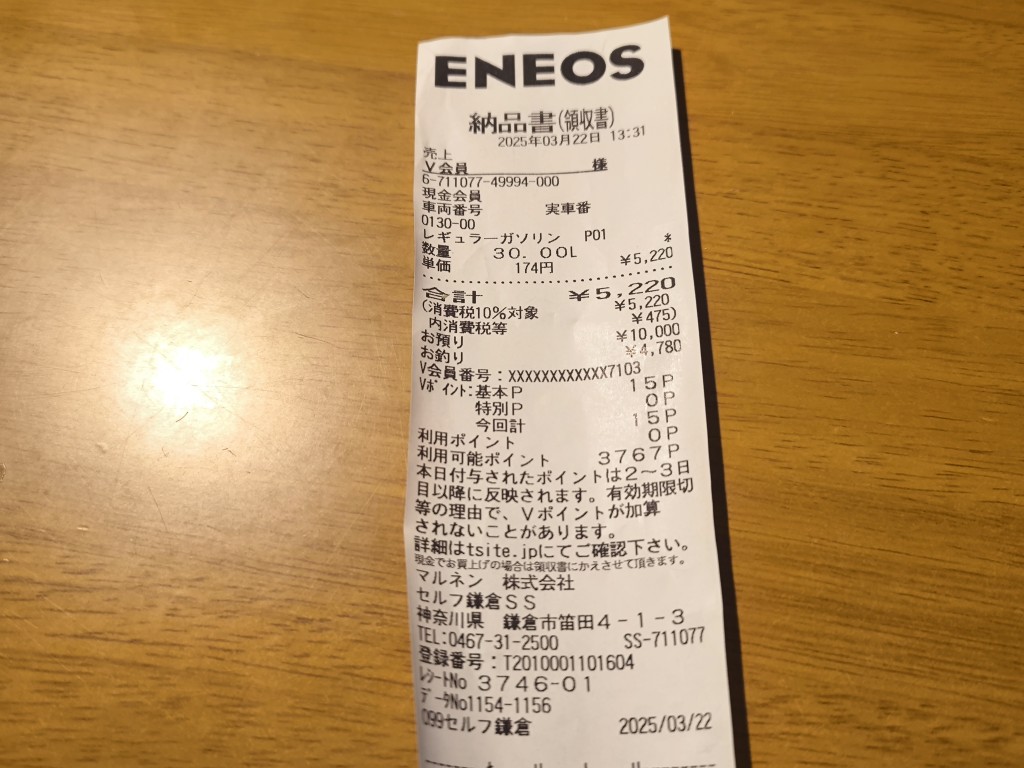 ENEOS
納品書(領収書)
2025年03月22日 13:31
売上
V会員 様
6-711077-49994-000
現金会員
車両番号 実車番
0130-00
レギュラーガソリン P01 *
数量 30.00L ¥5,220
単価 174円
合計 ¥5,220
(消費税10%対象 ¥5,220
内消費税等 ¥475)
お預り ¥10,000
お釣り ¥4,780
V会員番号:XXXXXXXXXXXX7103
Vポイント:基本P 15P
特別P 0P
今回計 15P
利用ポイント 0P
利用可能ポイント 3767P
本日付与されたポイントは2~3日
目以降に反映されます。有効期限切
等の理由で、Vポイントが加算
されないことがあります。
詳細はtsite.jpにてご確認下さい。
現金でお買上げの場合は領収書にかえさせて頂きます。
マルネン 株式会社
セルフ鎌倉SS
神奈川県 鎌倉市笛田4-1-3
TEL:0467-31-2500 SS-711077
登録番号:T2010001101604
レシートNo 3746-01
データNo1154-1156
099セルフ鎌倉 2025/03/22